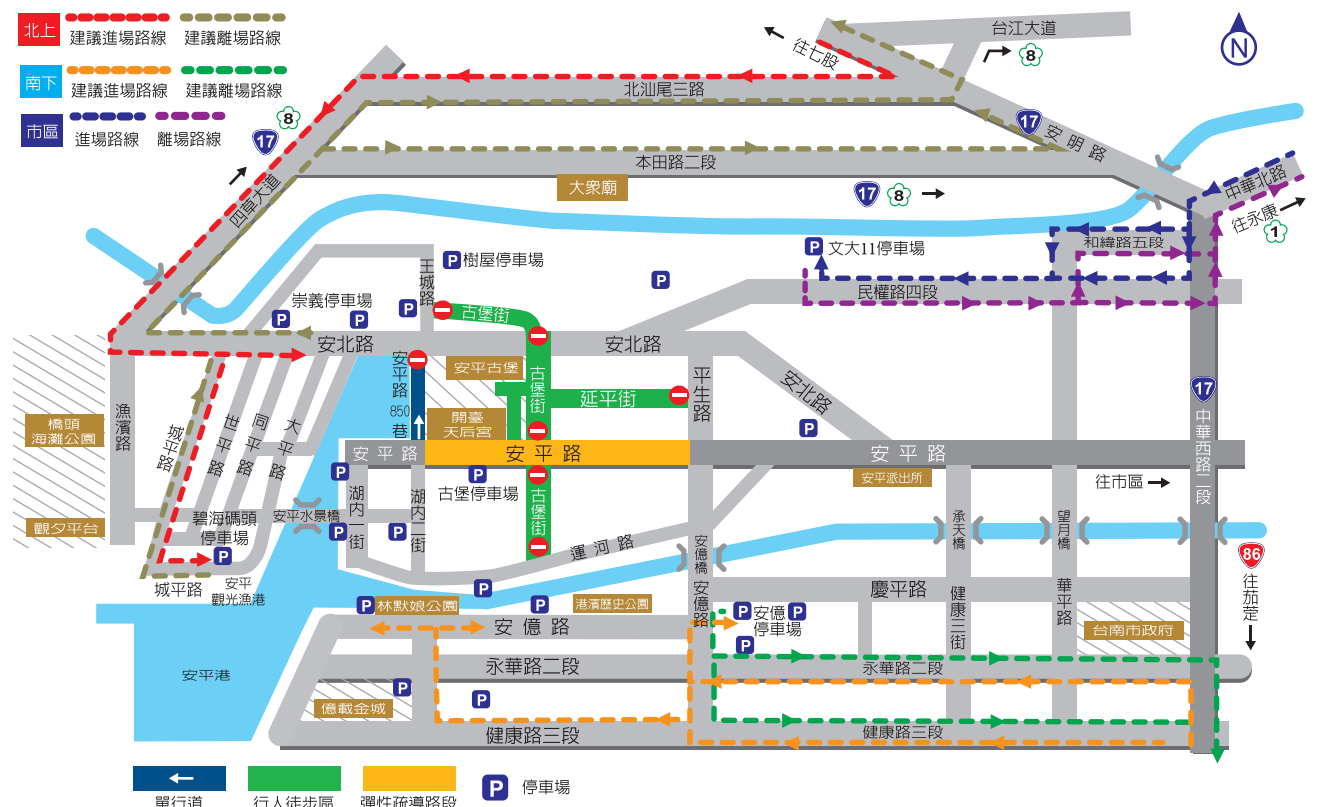 北上
建議進場路線
建議離場路線
南下
建議進場路線
建議離場路線
市區
進場路線
離場路線
8
17
往七股
台江大道
8
17
北汕尾三路
安明路
本田路二段
四草大道
大衆廟
17
8
中華北路
往永康
1
和緯路五段
P
文大11停車場
P
樹屋停車場
P
王城路
崇義停車場
P
P
P
古堡街
民權路四段
安北路
安北路
安平古堡
安平路
850
巷
古堡街
延平街
平生路
安北路
P
17
中華西路二段
橋頭
海灘公園
漁濱路
城平路
世平路
同平路
大平路
開臺
天后宮
安平路
安平路
安平路
安平派出所
往市區
P
P
古堡停車場
古堡街
湖內一街
湖內一街
P
P
安平水景橋
碧海碼頭
停車場
P
觀夕平台
城平路
安平
觀光漁港
運河路
安億橋
承天橋
望月橋
86
往茄萣
P
P
林默娘公園
P
港濱歷史公園
安億路
安億路
P
安億
停車場
P
P
慶平路
健康三街
華平路
台南市政府
安平港
永華路二段
永華路二段
P
P
億載金城
健康路三段
健康路三段
單行道
行人徒步區
彈性疏導路段
P
停車場